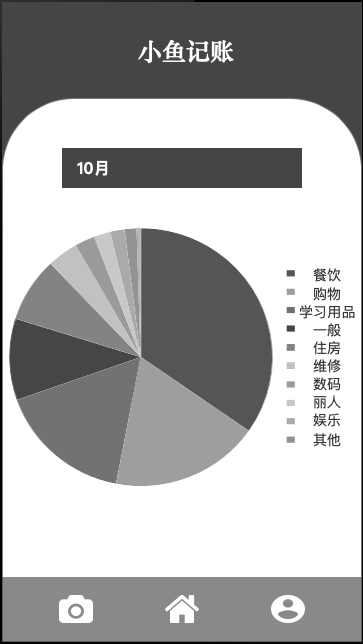 小鱼记账
10月
餐饮
购物
学习用品
一般
住房
维修
数码
丽人
娱乐
其他